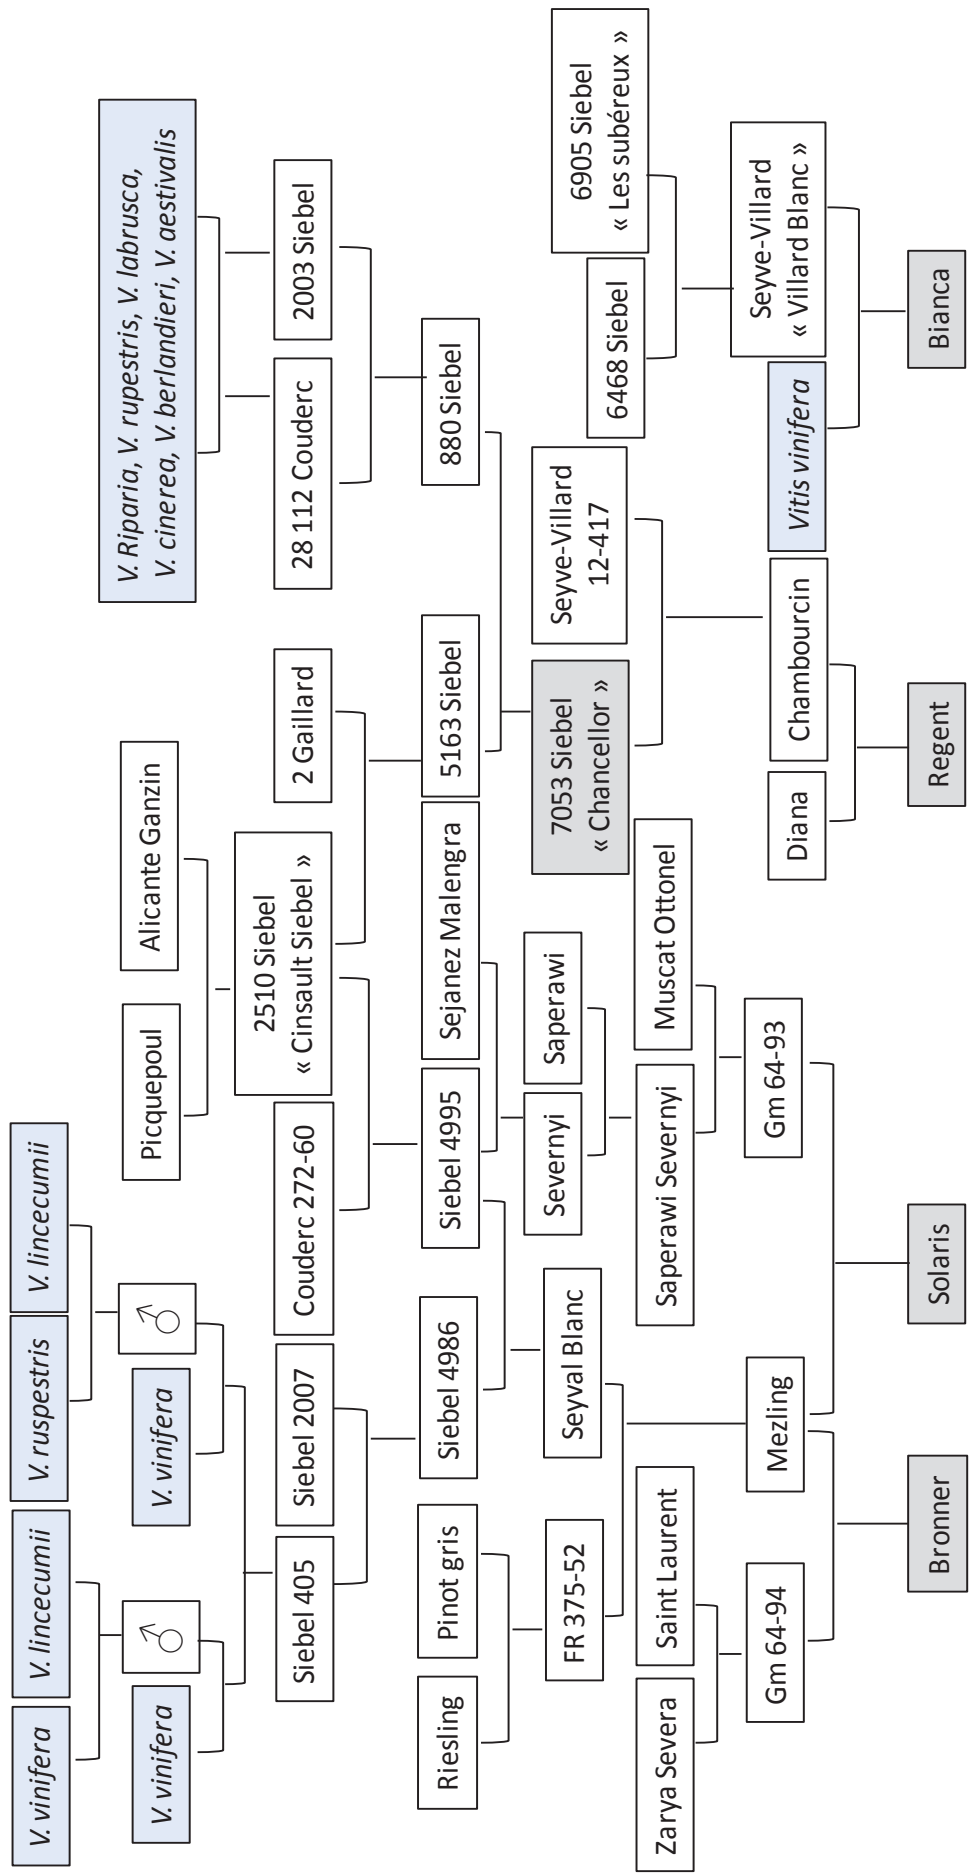 V. vinifera
V. lincecumii
V. ruspestris
V. lincecumii
V. vinifera
♂
V. vinifera
♂
Picquepoul
Alicante Ganzin
V. Riparia, V. rupestris, V. labrusca,
V. cinerea, V. berlandieri, V. aestivalis
Siebel 405
Siebel 2007
Couderc 272-60
2510 Siebel
« Cinsault Siebel »
2 Gaillard
28 112 Couderc
2003 Siebel
Riesling
Pinot gris
Siebel 4986
Siebel 4995
Sejanez Malengra
5163 Siebel
880 Siebel
FR 375-52
Seyval Blanc
Severnyi
Saperawi
7053 Siebel
« Chancellor »
Seyve-Villard
12-417
6468 Siebel
6905 Siebel
« Les subéreux »
Zarya Severa
Saint Laurent
Saperawi Severnyi
Muscat Ottonel
Gm 64-94
Mezling
Gm 64-93
Diana
Chambourcin
Vitis vinifera
Seyve-Villard
« Villard Blanc »
Bronner
Solaris
Regent
Bianca